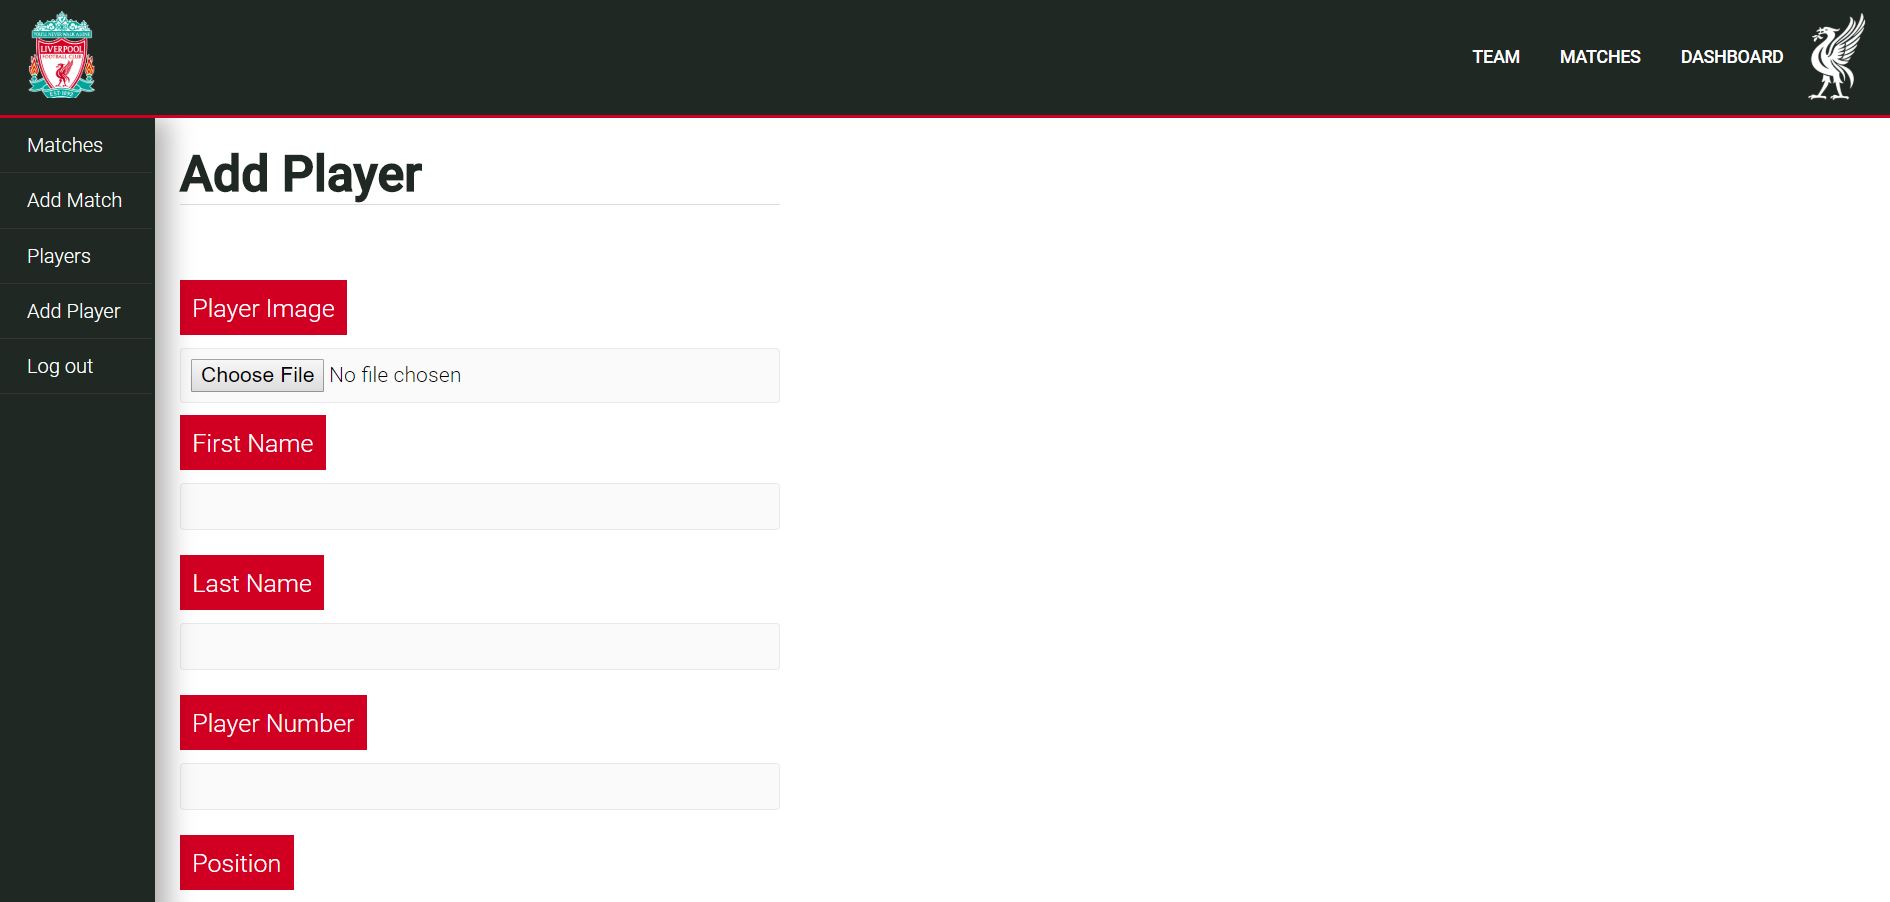 YOU'LL NEVER WALK ALONE
LIVERPOOL
FOOTBALL CLUB
EST 1892
TEAM
MATCHES
DASHBOARD
Matches
Add Match
Players
Add Player
Log out
Add Player
Player Image
Choose File No file chosen
First Name
Last Name
Player Number
Position